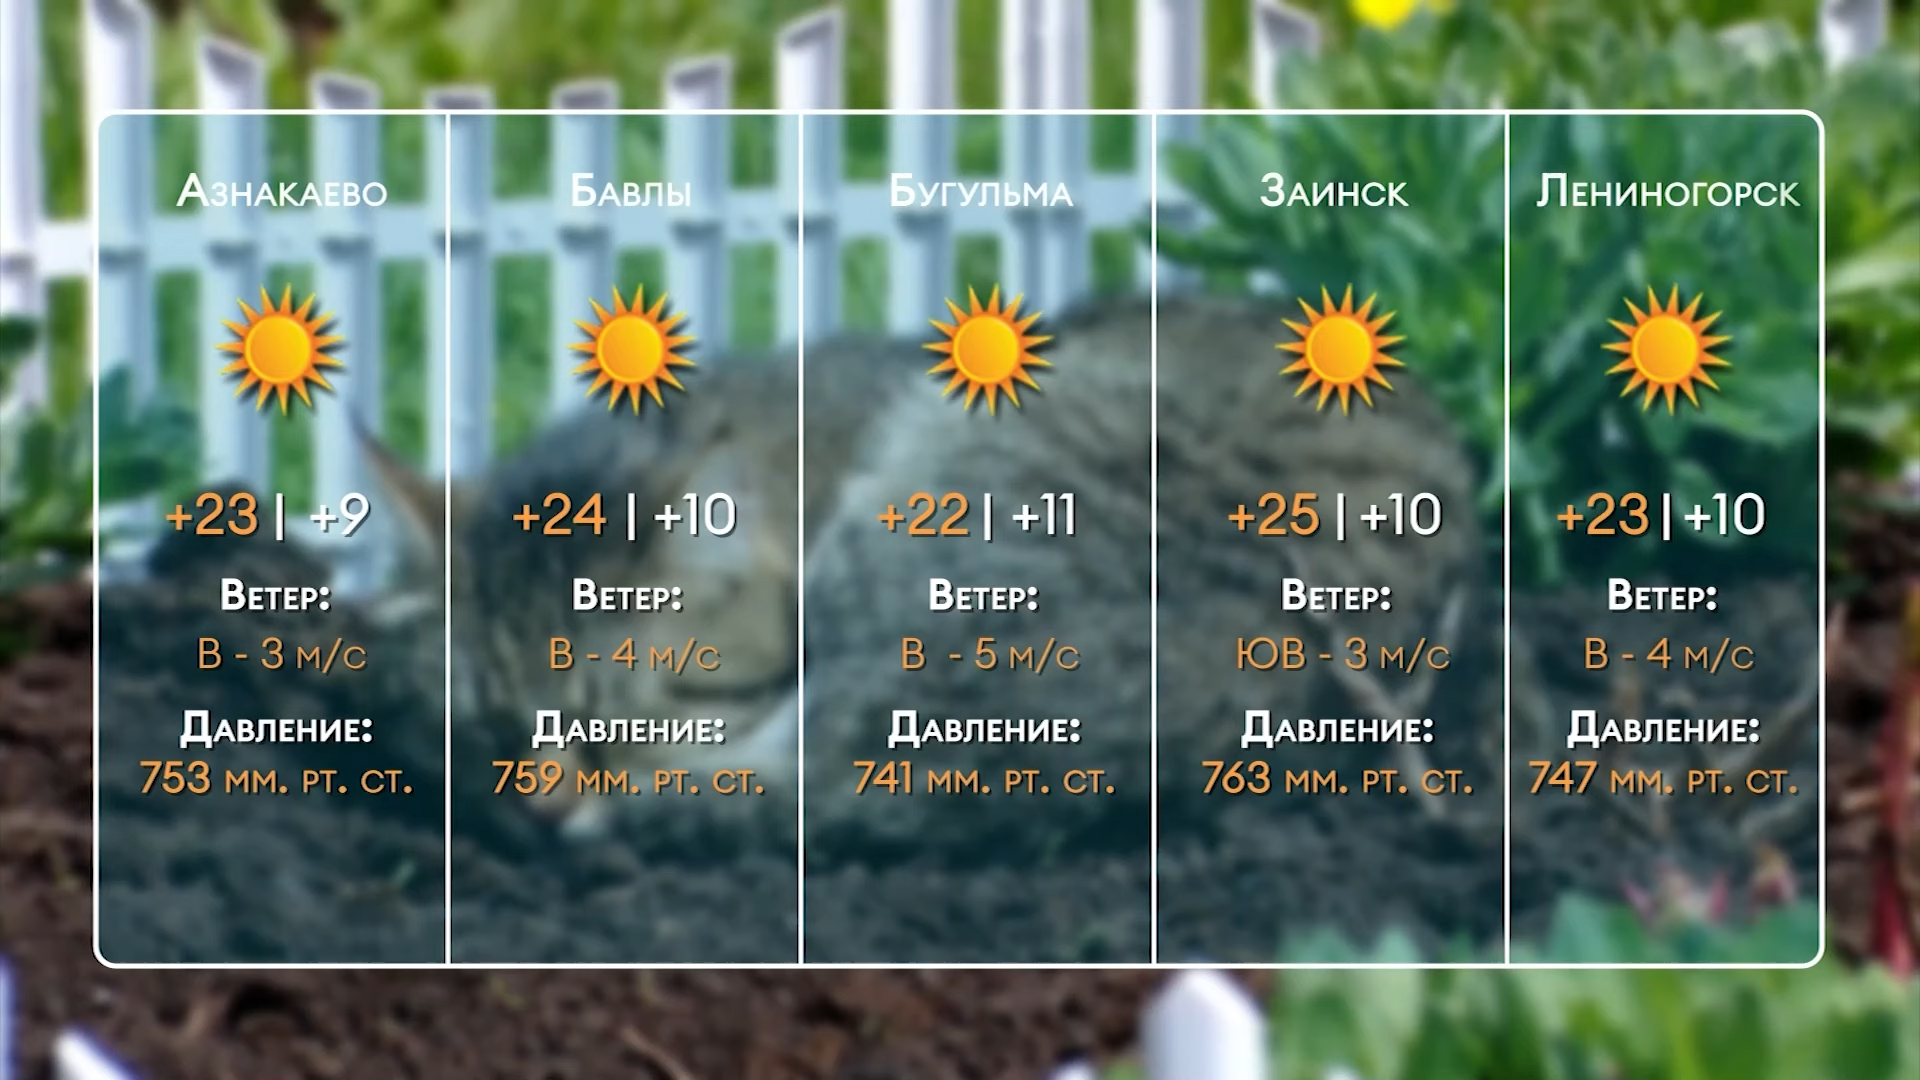 Азнакаево
+23 | +9
Ветер:
В - 3 м/с
Давление:
753 мм. рт. ст.
Бавлы
+24 | +10
Ветер:
В - 4 м/с
Давление:
759 мм. рт. ст.
Бугульма
+22 | +11
Ветер:
В - 5 м/с
Давление:
741 мм. рт. ст.
Заинск
+25 | +10
Ветер:
ЮВ - 3 м/с
Давление:
763 мм. рт. ст.
Лениногорск
+23 | +10
Ветер:
В - 4 м/с
Давление:
747 мм. рт. ст.